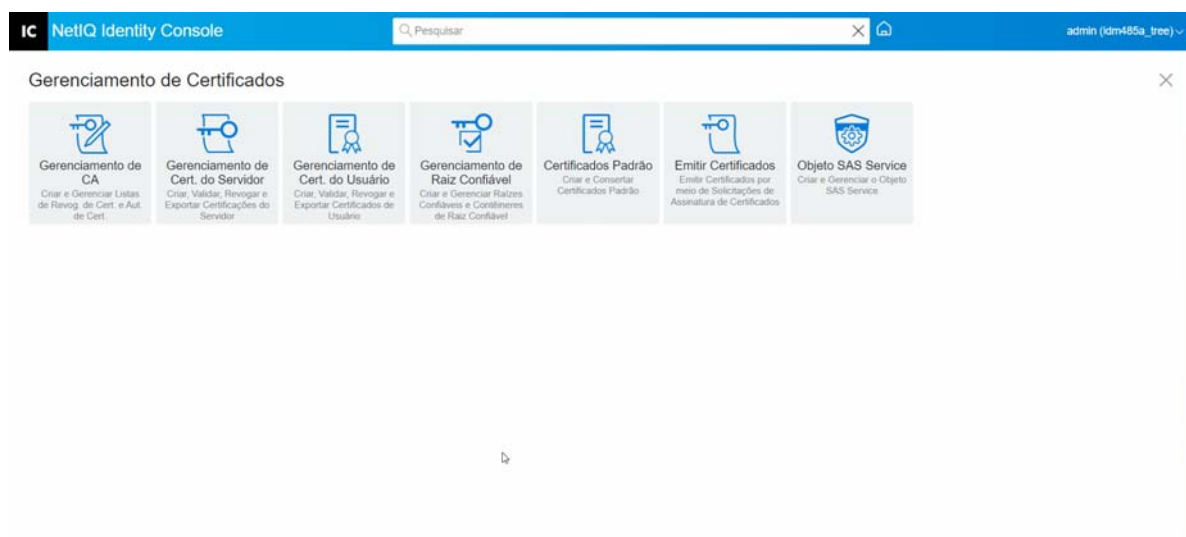 IC NetIQ Identity Console
Pesquisar
admin (idm485a_tree)
Gerenciamento de Certificados
Gerenciamento de
CA
Criar e Gerenciar Listas
de Revog. de Cert. e Aut.
de Cert.
Gerenciamento de
Cert. do Servidor
Criar, Validar, Revogar e
Exportar Certificações do
Servidor
Gerenciamento de
Cert. do Usuário
Criar, Validar, Revogar e
Exportar Certificados de
Usuário
Gerenciamento de
Raiz Confiável
Criar e Gerenciar Raízes
Confiáveis e Contêineres
de Raiz Confiável
Certificados Padrão
Criar e Consertar
Certificados Padrão
Emitir Certificados
Emitir Certificados por
meio de Solicitações de
Assinatura de Certificados
Objeto SAS Service
Criar e Gerenciar o Objeto
SAS Service